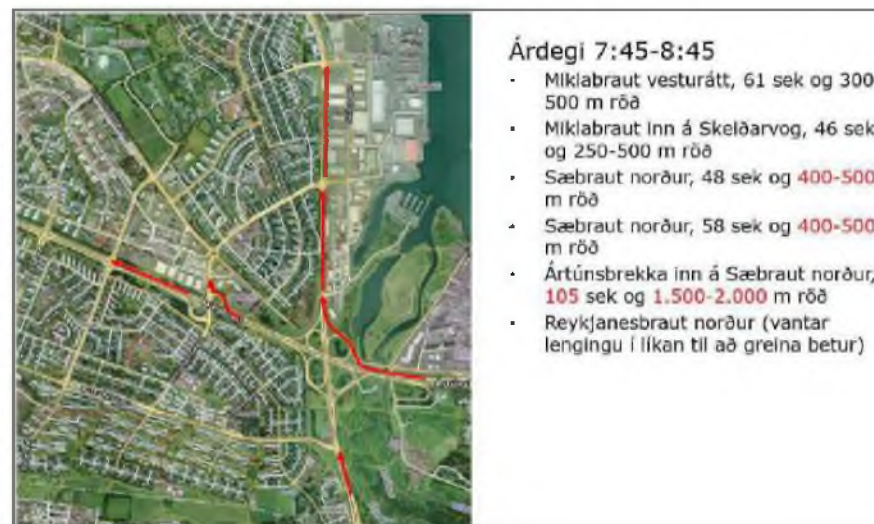 Árdegi 7:45-8:45
- Miklabraut vesturátt, 61 sek og 300
500 m röð
- Miklabraut inn á Skeiðarvog, 46 sek
og 250-500 m röð
- Sæbraut norður, 48 sek og 400-500
m röð
- Sæbraut norður, 58 sek og 400-500
m röð
- Ártúnsbrekka inn á Sæbraut norður,
105 sek og 1.500-2.000 m röð
- Reykjanesbraut norður (vantar
lengingu í líkan til að greina betur)